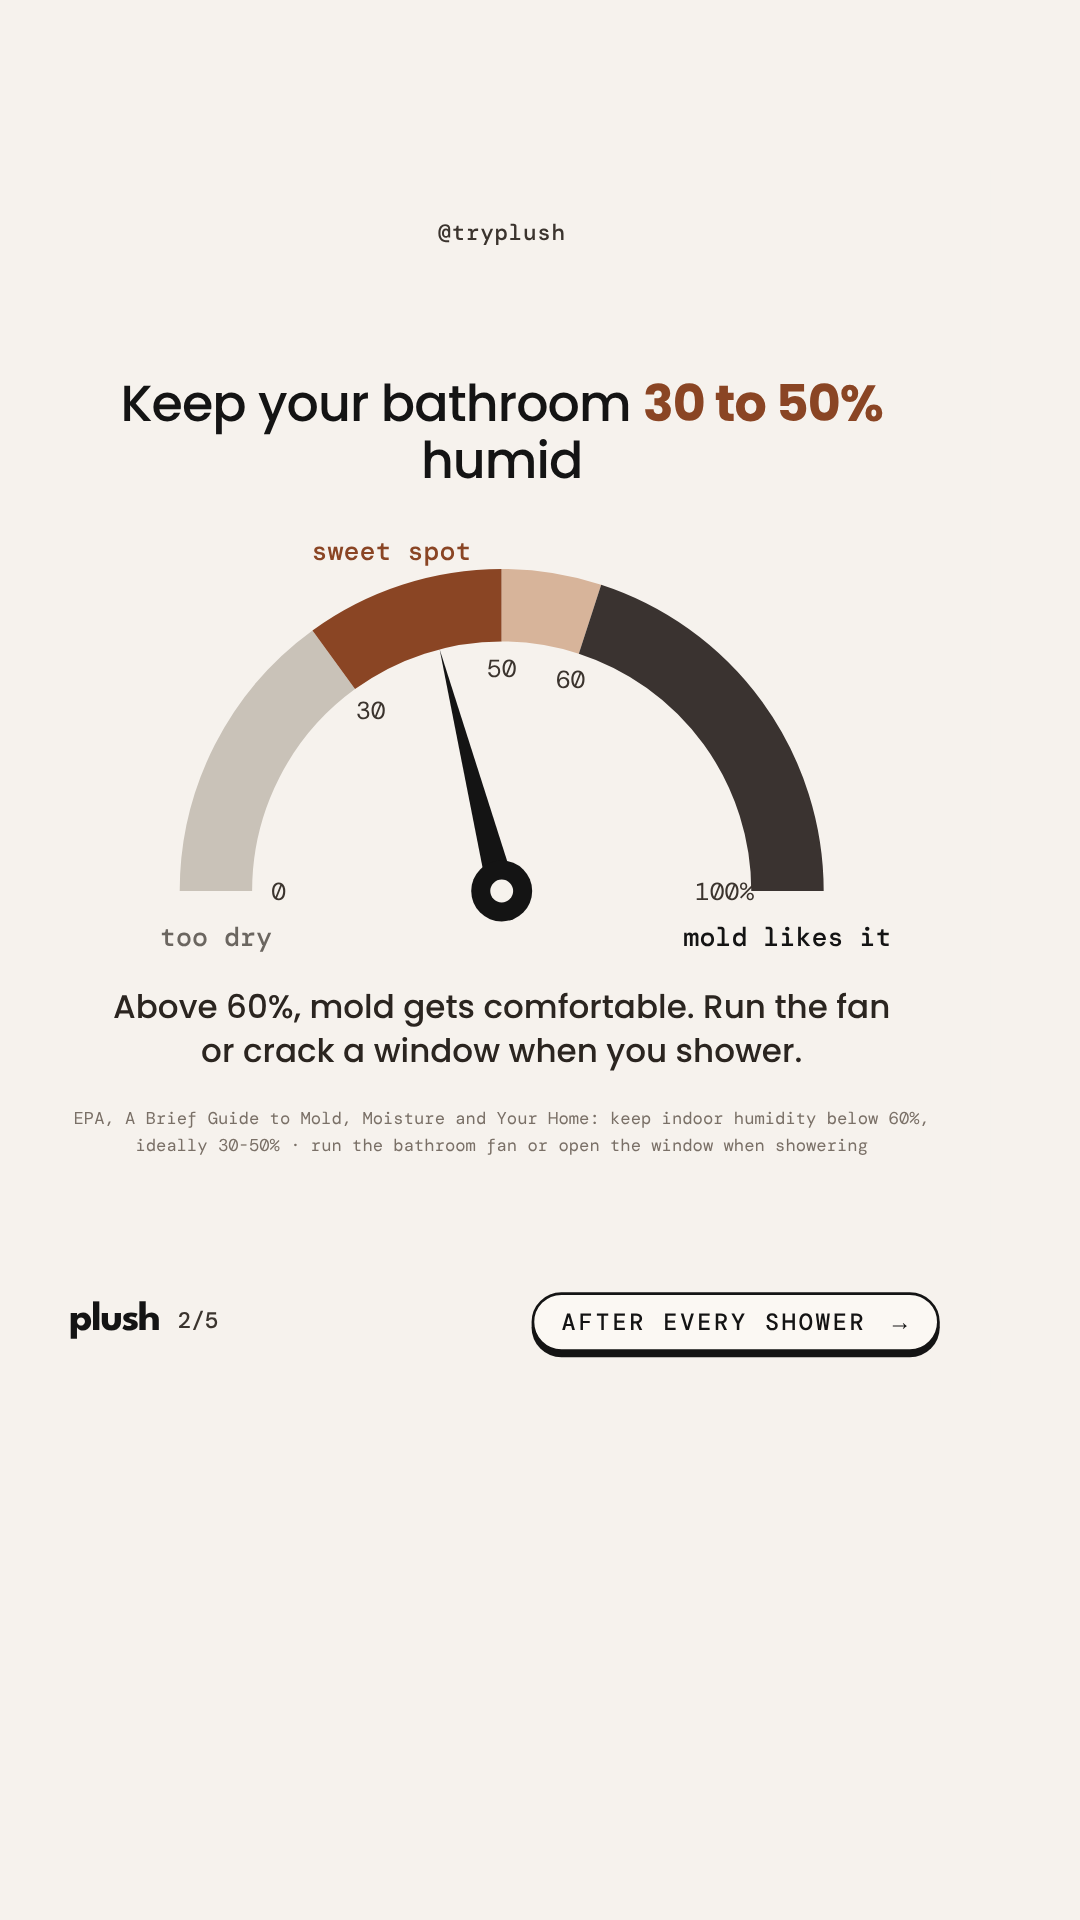 @tryplush
Keep your bathroom 30 to 50%
humid
sweet spot
50
60
30
0
100%
too dry
mold likes it
Above 60%, mold gets comfortable. Run the fan
or crack a window when you shower.
EPA, A Brief Guide to Mold, Moisture and Your Home: keep indoor humidity below 60%,
ideally 30-50% · run the bathroom fan or open the window when showering
plush 2/5
AFTER EVERY SHOWER →